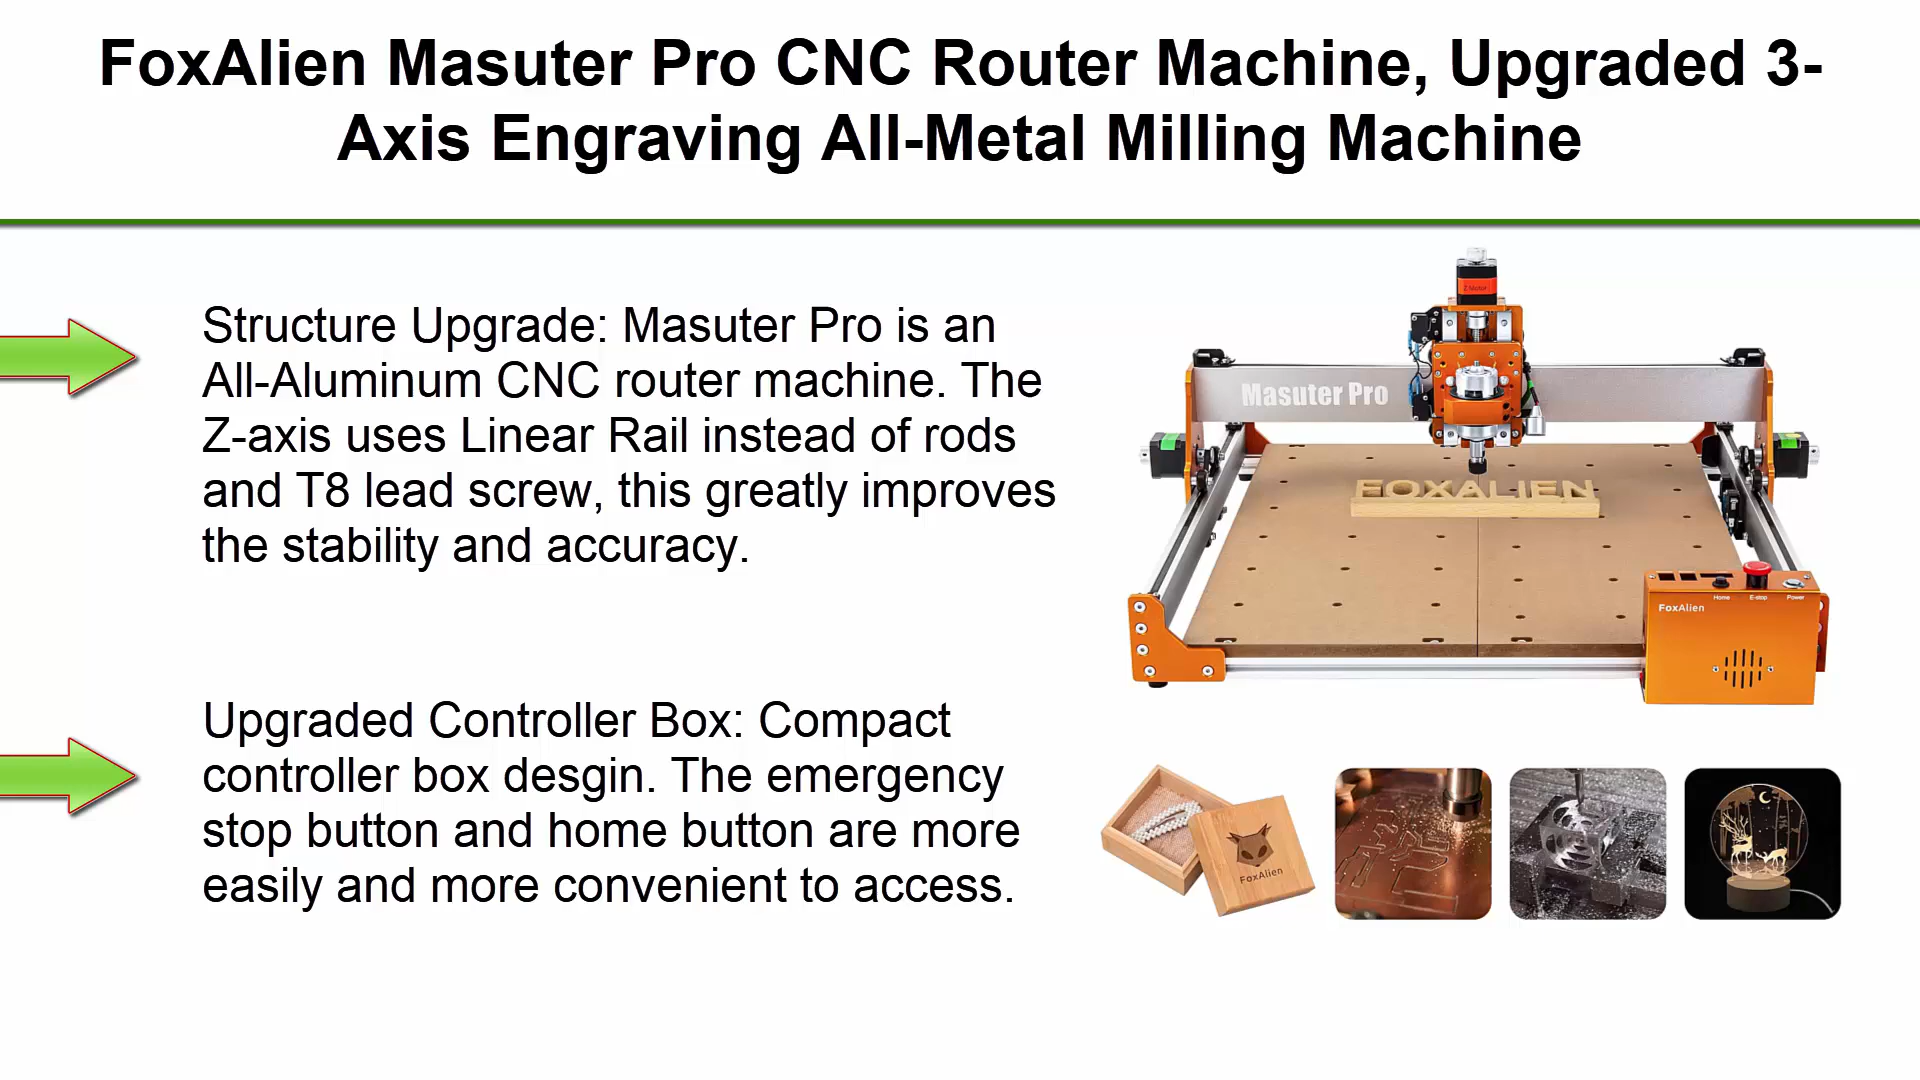 FoxAlien Masuter Pro CNC Router Machine, Upgraded 3-
Axis Engraving All-Metal Milling Machine
Structure Upgrade: Masuter Pro is an
All-Aluminum CNC router machine. The
Z-axis uses Linear Rail instead of rods
and T8 lead screw, this greatly improves
the stability and accuracy.
Upgraded Controller Box: Compact
controller box desgin. The emergency
stop button and home button are more
easily and more convenient to access.
Z Motor
Masuter Pro
FOXALIEN
Home E-stop Power
FoxAlien
FoxAlien